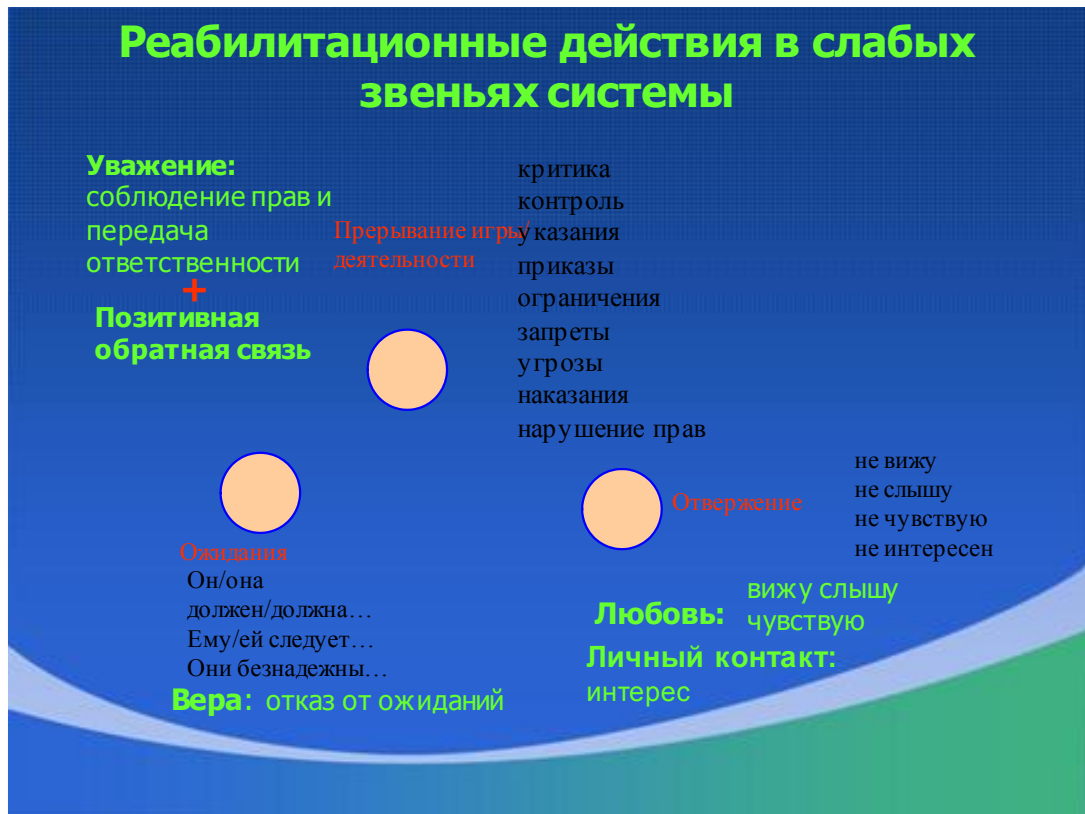 Реабилитационные действия в слабых
звеньях системы
Уважение:
соблюдение прав и
передача
ответственности
+
Позитивная
обратная связь
Прерывание игры/
деятельности
критика
контроль
указания
приказы
ограничения
запреты
угрозы
наказания
нарушение прав
Отвержение
не вижу
не слышу
не чувствую
не интересен
Ожидания
Он/она
должен/должна…
Ему/ей следует…
Они безнадежны…
Вера: отказ от ожиданий
Любовь: вижу слышу
чувствую
Личный контакт:
интерес